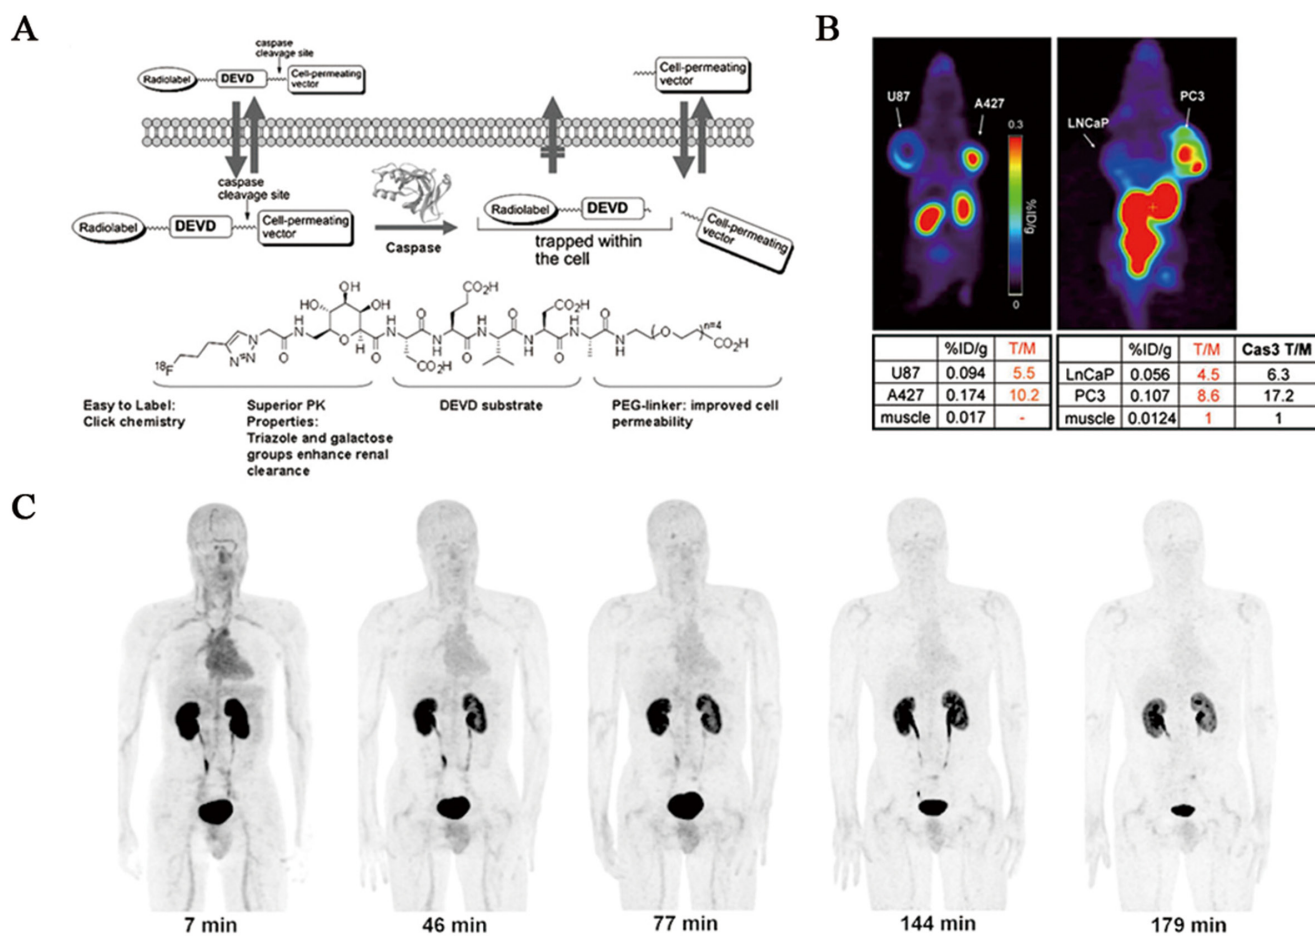 A
caspase
cleavage site
Radiolabel
DEVD
Cell-permeating
vector
Cell-permeating
vector
caspase
cleavage site
Radiolabel
DEVD
Cell-permeating
vector
Caspase
Radiolabel
DEVD
Cell-permeating
vector
trapped within
the cell
18F
N=N
N
O
H
N
HO
OH
OH
O
O
H
N
CO2H
O
N
H
CO2H
O
H
N
O
N
H
CO2H
O
H
N
O
N
H
O
n=4
CO2H
Easy to Label:
Click chemistry
Superior PK
Properties:
Triazole and galactose
groups enhance renal
clearance
DEVD substrate
PEG-linker: improved cell
permeability
B
U87
A427
0.3
%ID/g
0
LNCaP
PC3
%ID/g T/M
U87 0.094 5.5
A427 0.174 10.2
muscle 0.017 -
%ID/g T/M Cas3 T/M
LnCaP 0.056 4.5 6.3
PC3 0.107 8.6 17.2
muscle 0.0124 1 1
C
7 min
46 min
77 min
144 min
179 min